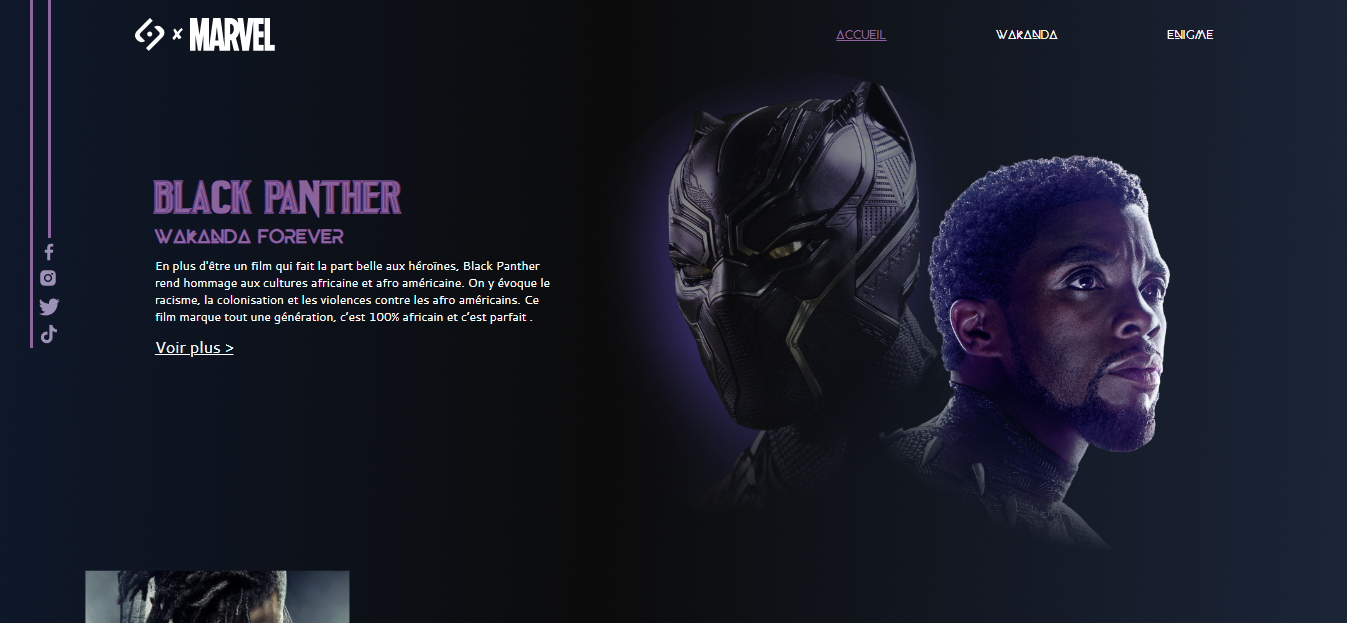 x MARVEL
ACCUEIL
WAKANDA
ENIGME
BLACK PANTHER
WAKANDA FOREVER
En plus d'être un film qui fait la part belle aux héroïnes, Black Panther
rend hommage aux cultures africaine et afro américaine. On y évoque le
racisme, la colonisation et les violences contre les afro américains. Ce
film marque tout une génération, c’est 100% africain et c’est parfait .
Voir plus >